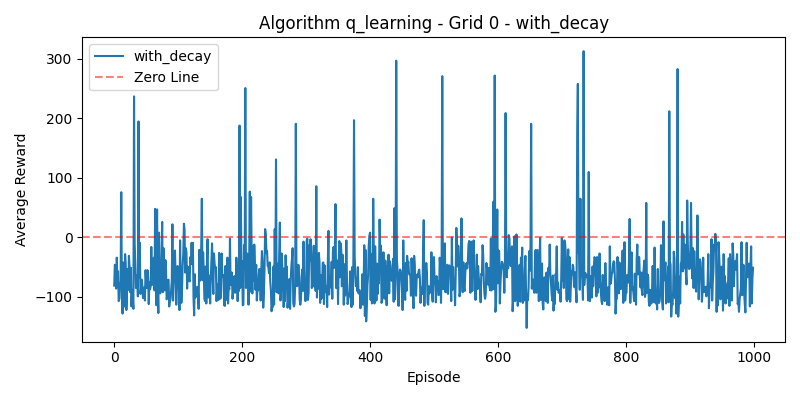 Algorithm q_learning - Grid 0 - with_decay
with_decay
Zero Line
Average Reward
300
200
100
0
−100
0
200
400
600
800
1000
Episode